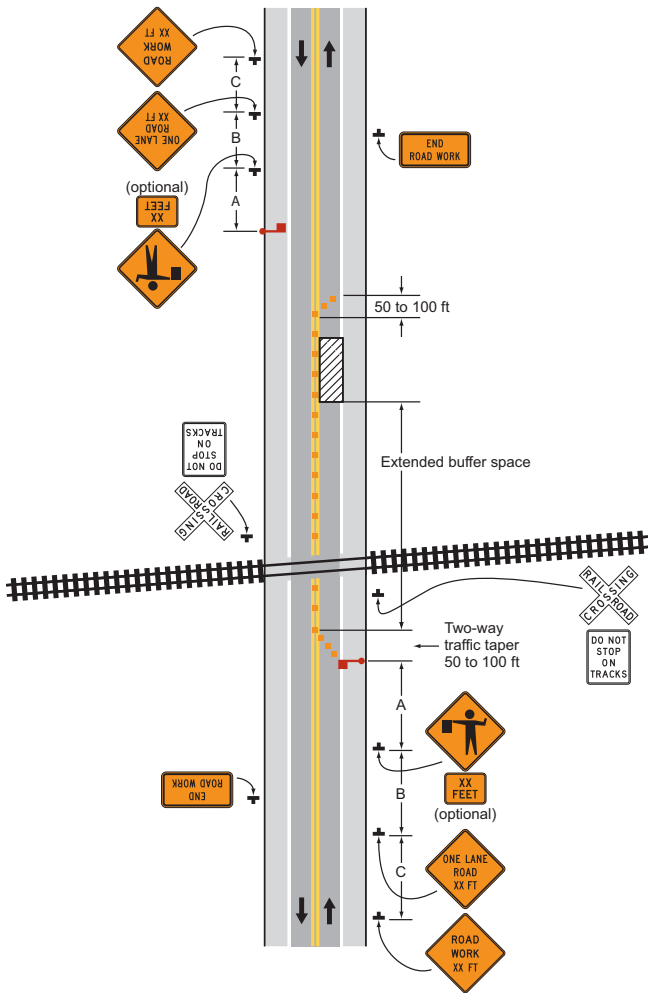 ROAD
WORK
XX FT
C
ONE LANE
ROAD
XX FT
B
END
ROAD WORK
(optional)
XX
FEET
A
50 to 100 ft
DO NOT
STOP
ON
TRACKS
Extended buffer space
RAILROAD
CROSSING
RAILROAD
CROSSING
Two-way
traffic taper
50 to 100 ft
DO NOT
STOP
ON
TRACKS
A
END
ROAD WORK
B
XX
FEET
(optional)
C
ONE LANE
ROAD
XX FT
ROAD
WORK
XX FT